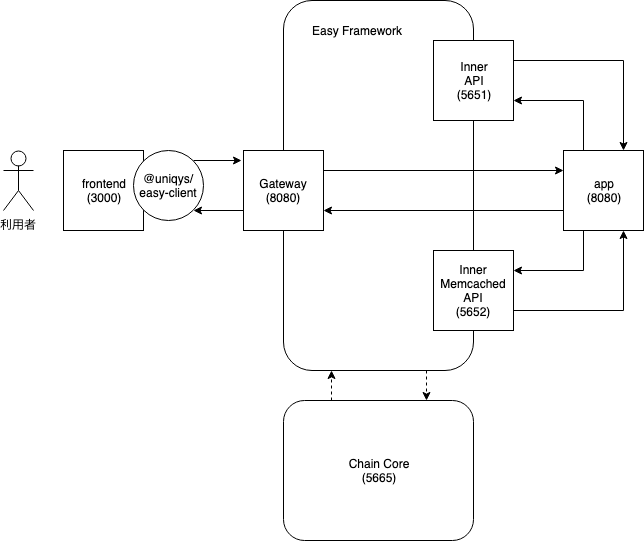 Easy Framework
Inner
API
(5651)
@uniqys/
easy-client
frontend
(3000)
Gateway
(8080)
app
(8080)
利用者
Inner
Memcached
API
(5652)
Chain Core
(5665)